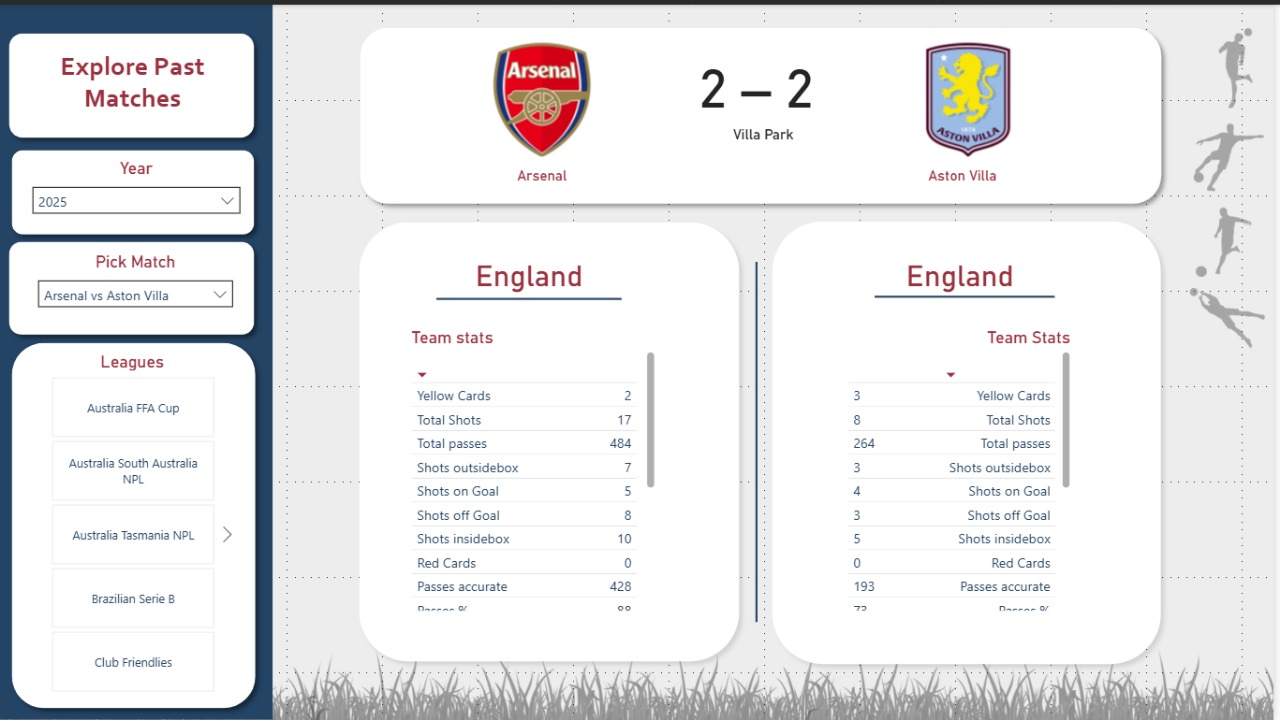 Explore Past
Matches
Year
2025
Pick Match
Arsenal vs Aston Villa
Leagues
Australia FFA Cup
Australia South Australia
NPL
Australia Tasmania NPL
Brazilian Serie B
Club Friendlies
Arsenal
2 – 2
Villa Park
1874
ASTON VILLA
Arsenal
Aston Villa
England
Team stats
Yellow Cards 2
Total Shots 17
Total passes 484
Shots outsidebox 7
Shots on Goal 5
Shots off Goal 8
Shots insidebox 10
Red Cards 0
Passes accurate 428
Passes % 88
England
Team Stats
3 Yellow Cards
8 Total Shots
264 Total passes
3 Shots outsidebox
4 Shots on Goal
3 Shots off Goal
5 Shots insidebox
0 Red Cards
193 Passes accurate
73 Passes %